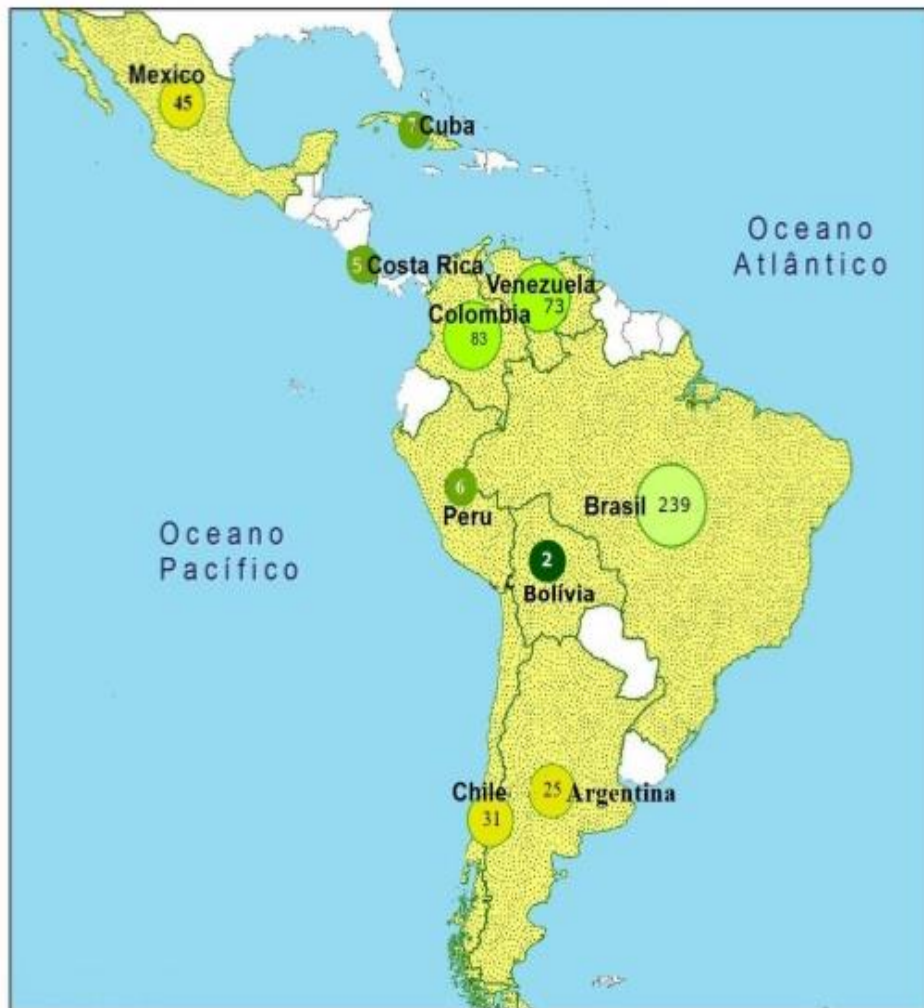 Mexico
45
7 Cuba
5 Costa Rica
Oceano
Atlântico
Venezuela
73
Colombia
83
6
Peru
Brasil 239
Oceano
Pacífico
2
Bolívia
Chile
31
25 Argentina